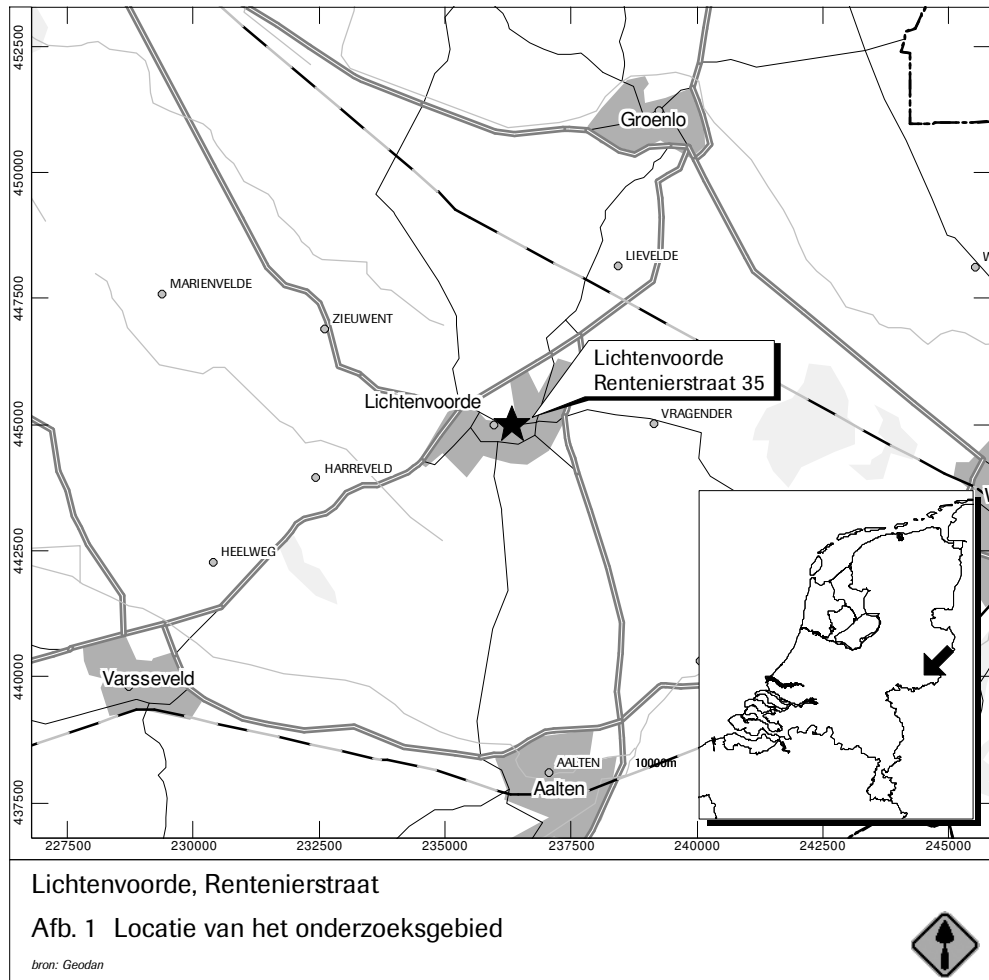 452500
450000
447500
445000
442500
440000
437500
Groenlo
LIEVELDE
W
MARIENVELDE
ZIEUWENT
Lichtenvoorde
Rentenierstraat 35
Lichtenvoorde
VRAGENDER
HARREVELD
W
HEELWEG
Varsseveld
AALTEN
10000m
Aalten
227500 230000 232500 235000 237500 240000 242500 245000
Lichtenvoorde, Rentenierstraat
Afb. 1 Locatie van het onderzoeksgebied
bron: Geodan